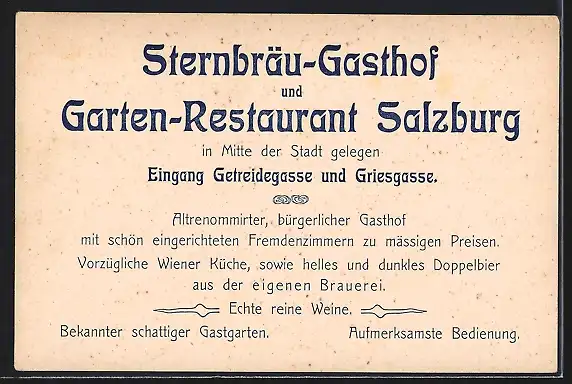 Sternbräu-Gasthof
und
Garten-Restaurant Salzburg
in Mitte der Stadt gelegen
Eingang Getreidegasse und Griesgasse.
Altrenommirter, bürgerlicher Gasthof
mit schön eingerichteten Fremdenzimmern zu mässigen Preisen.
Vorzügliche Wiener Küche, sowie helles und dunkles Doppelbier
aus der eigenen Brauerei.
Echte reine Weine.
Bekannter schattiger Gastgarten. Aufmerksamste Bedienung.